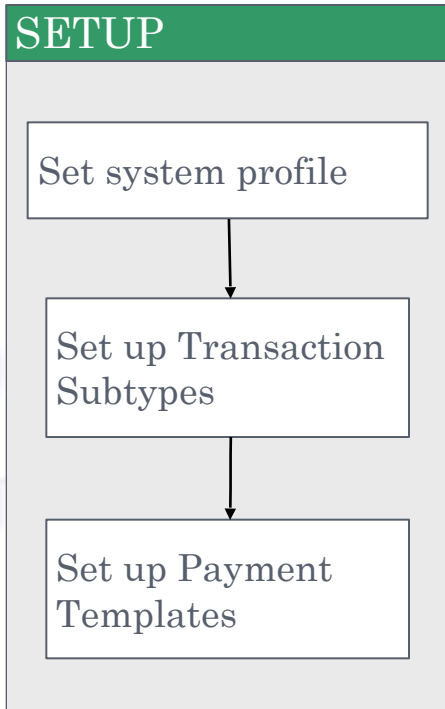 SETUP
Set system profile
Set up Transaction
Subtypes
Set up Payment
Templates